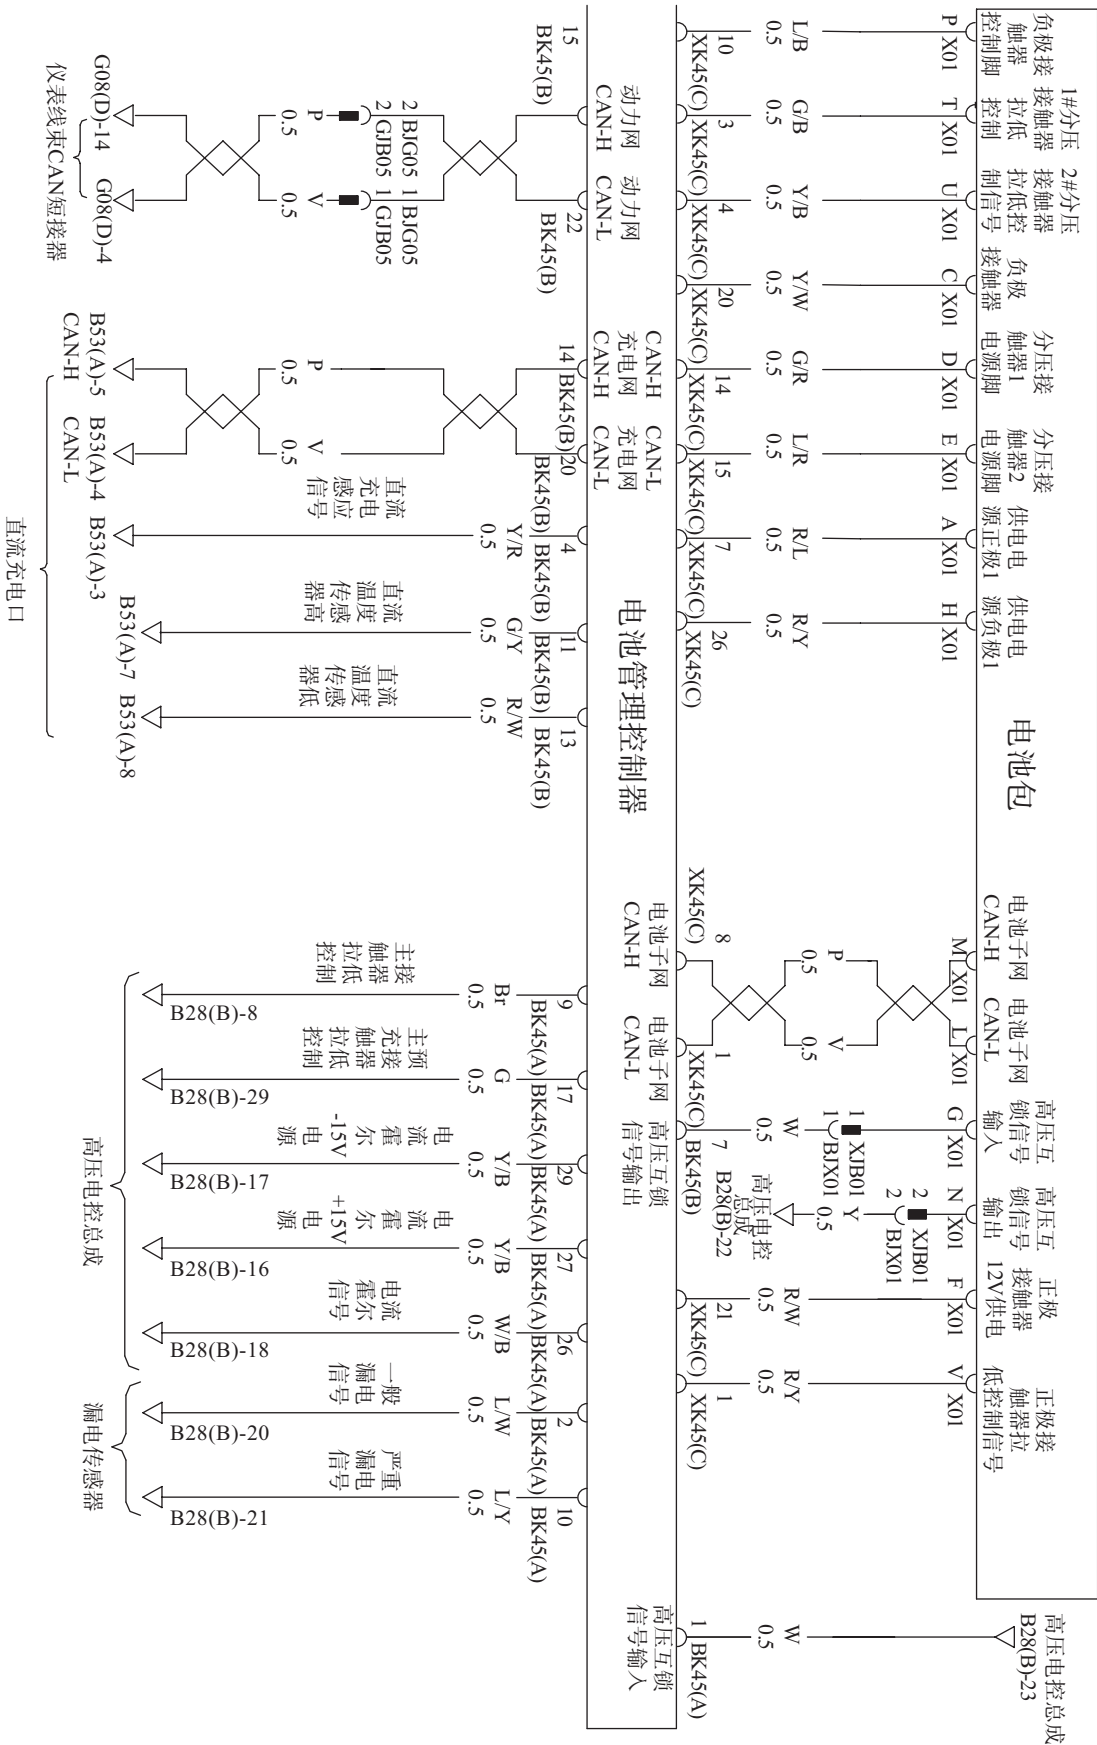 负极接
触器
控制脚
P X01
L/B
0.5
10
XK45(C)
1#分压
接触器
拉低
控制
T X01
G/B
0.5
3
XK45(C)
2#分压
接触器
拉低控
制信号
U X01
Y/B
0.5
4
XK45(C)
负极
接触器
C X01
Y/W
0.5
20
XK45(C)
分压接
触器1
电源脚
D X01
G/R
0.5
14
XK45(C)
分压接
触器2
电源脚
E X01
L/R
0.5
15
XK45(C)
供电电
源正极1
A X01
R/L
0.5
7
XK45(C)
供电电
源负极1
H X01
R/Y
0.5
26
XK45(C)
电池包
电池子网
CAN-H
M X01
P
0.5
8
XK45(C)
电池子网
CAN-L
L X01
V
0.5
1
XK45(C)
高压互
锁信号
输入
G X01
1 XJB01
1 BJX01
W
0.5
7 BK45(B)
高压互
锁信号
输出
N X01
2 XJB01
2 BJX01
Y
0.5
高压电控
总成
B28(B)-22
正极
接触器
12V供电
F X01
R/W
0.5
21
XK45(C)
正极接
触器拉
低控制信号
V X01
R/Y
0.5
1
XK45(C)
高压电控总成
B28(B)-23
W
0.5
1 BK45(A)
电池管理控制器
动力网
CAN-H
动力网
CAN-L
CAN-H
充电网
CAN-H
CAN-L
充电网
CAN-L
电池子网
CAN-H
电池子网
CAN-L
高压互锁
信号输出
高压互锁
信号输入
15
BK45(B)
2 BJG05
2 GJB05
P
0.5
G08(D)-14
22
BK45(B)
1 BJG05
1 GJB05
V
0.5
G08(D)-4
仪表线束CAN短接器
14 BK45(B)
P
0.5
B53(A)-5
CAN-H
20
BK45(B)
V
0.5
B53(A)-4
CAN-L
直流
充电
感应
信号
4
BK45(B)
Y/R
0.5
B53(A)-3
直流
温度
传感
器高
11
BK45(B)
G/Y
0.5
B53(A)-7
直流
温度
传感
器低
13
BK45(B)
R/W
0.5
B53(A)-8
直流充电口
主接
触器
拉低
控制
9
BK45(A)
Br
0.5
B28(B)-8
主预
充接
触器
拉低
控制
17
BK45(A)
G
0.5
B28(B)-29
电流
霍尔
-15V
电源
29
BK45(A)
Y/B
0.5
B28(B)-17
电流
霍尔
+15V
电源
27
BK45(A)
Y/B
0.5
B28(B)-16
电流
霍尔
信号
26
BK45(A)
W/B
0.5
B28(B)-18
高压电控总成
一般
漏电
信号
2
BK45(A)
L/W
0.5
B28(B)-20
严重
漏电
信号
10
BK45(A)
L/Y
0.5
B28(B)-21
漏电传感器